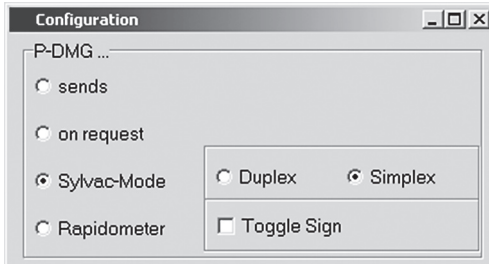 Configuration
P-DMG ...
sends
on request
Sylvac-Mode
Duplex Simplex
Rapidometer
Toggle Sign